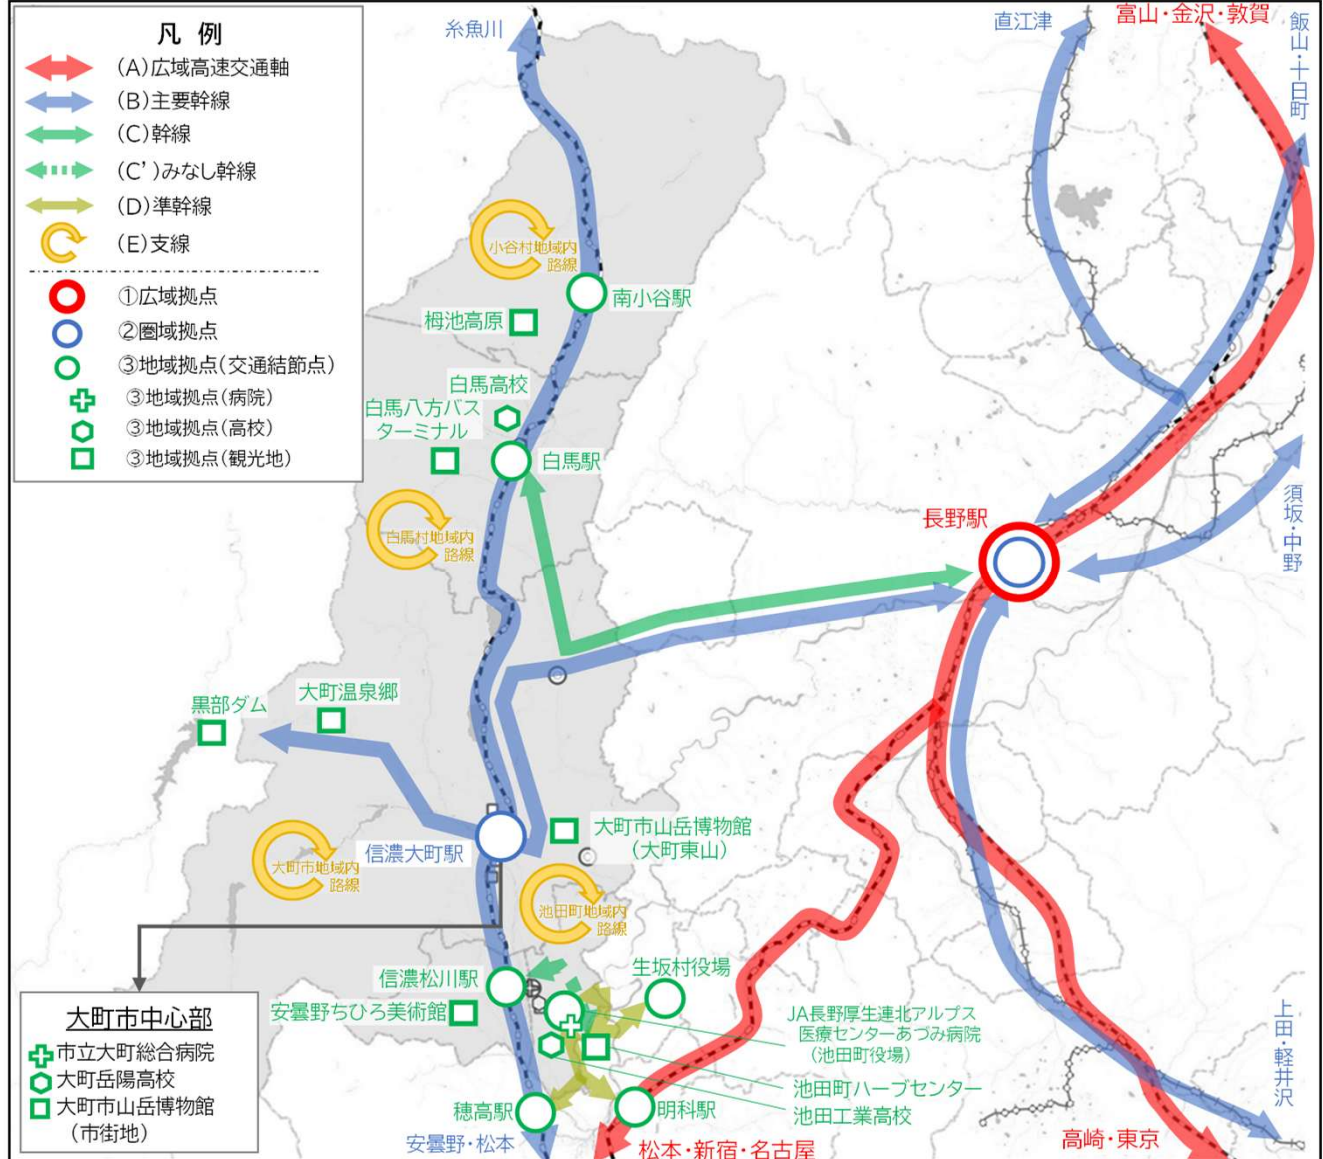 凡 例
(A)広域高速交通軸
(B)主要幹線
(C)幹線
(C')みなし幹線
(D)準幹線
(E)支線
①広域拠点
②圏域拠点
③地域拠点(交通結節点)
③地域拠点(病院)
③地域拠点(高校)
③地域拠点(観光地)
糸魚川
直江津
富山・金沢・敦賀
飯山・十日町
小谷村地域内
路線
南小谷駅
栂池高原
白馬高校
白馬八方バス
ターミナル
白馬駅
白馬村地域内
路線
長野駅
須坂・中野
黒部ダム
大町温泉郷
信濃大町駅
大町市山岳博物館
(大町東山)
大町市地域内
路線
池田町地域内
路線
信濃松川駅
安曇野ちひろ美術館
生坂村役場
JA長野厚生連北アルプス
医療センターあづみ病院
(池田町役場)
池田町ハーブセンター
池田工業高校
穂高駅
明科駅
安曇野・松本
松本・新宿・名古屋
高崎・東京
上田・軽井沢
大町市中心部
市立大町総合病院
大町岳陽高校
大町市山岳博物館
(市街地)